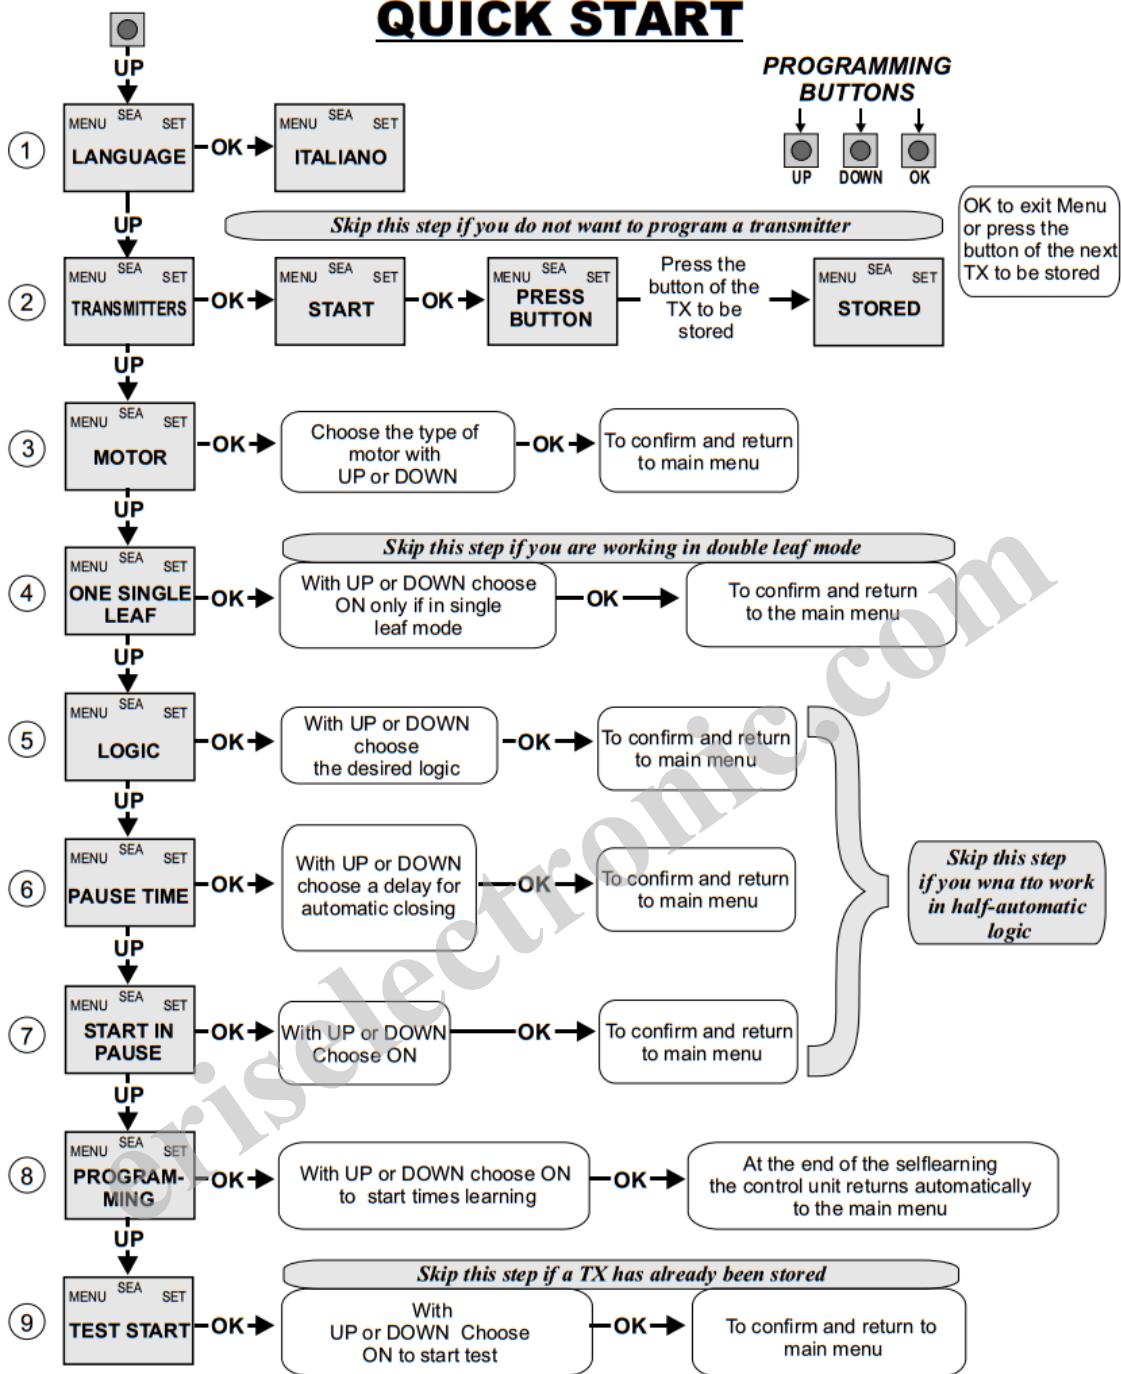 QUICK START
UP
PROGRAMMING
BUTTONS
UP DOWN OK
1
MENU SEA SET
LANGUAGE
OK
MENU SEA SET
ITALIANO
UP
Skip this step if you do not want to program a transmitter
OK to exit Menu
or press the
button of the next
TX to be stored
2
MENU SEA SET
TRANSMITTERS
OK
MENU SEA SET
START
OK
MENU SEA SET
PRESS
BUTTON
Press the
button of the
TX to be
stored
MENU SEA SET
STORED
UP
3
MENU SEA SET
MOTOR
OK
Choose the type of
motor with
UP or DOWN
OK
To confirm and return
to main menu
UP
Skip this step if you are working in double leaf mode
4
MENU SEA SET
ONE SINGLE
LEAF
OK
With UP or DOWN choose
ON only if in single
leaf mode
OK
To confirm and return
to the main menu
UP
5
MENU SEA SET
LOGIC
OK
With UP or DOWN
choose
the desired logic
OK
To confirm and return
to main menu
UP
6
MENU SEA SET
PAUSE TIME
OK
With UP or DOWN
choose a delay for
automatic closing
OK
To confirm and return
to main menu
Skip this step
if you wna tto work
in half-automatic
logic
UP
7
MENU SEA SET
START IN
PAUSE
OK
With UP or DOWN
Choose ON
OK
To confirm and return
to main menu
UP
8
MENU SEA SET
PROGRAM-
MING
OK
With UP or DOWN choose ON
to start times learning
OK
At the end of the selflearning
the control unit returns automatically
to the main menu
UP
Skip this step if a TX has already been stored
9
MENU SEA SET
TEST START
OK
With
UP or DOWN Choose
ON to start test
OK
To confirm and return to
main menu
eriselectronic.com